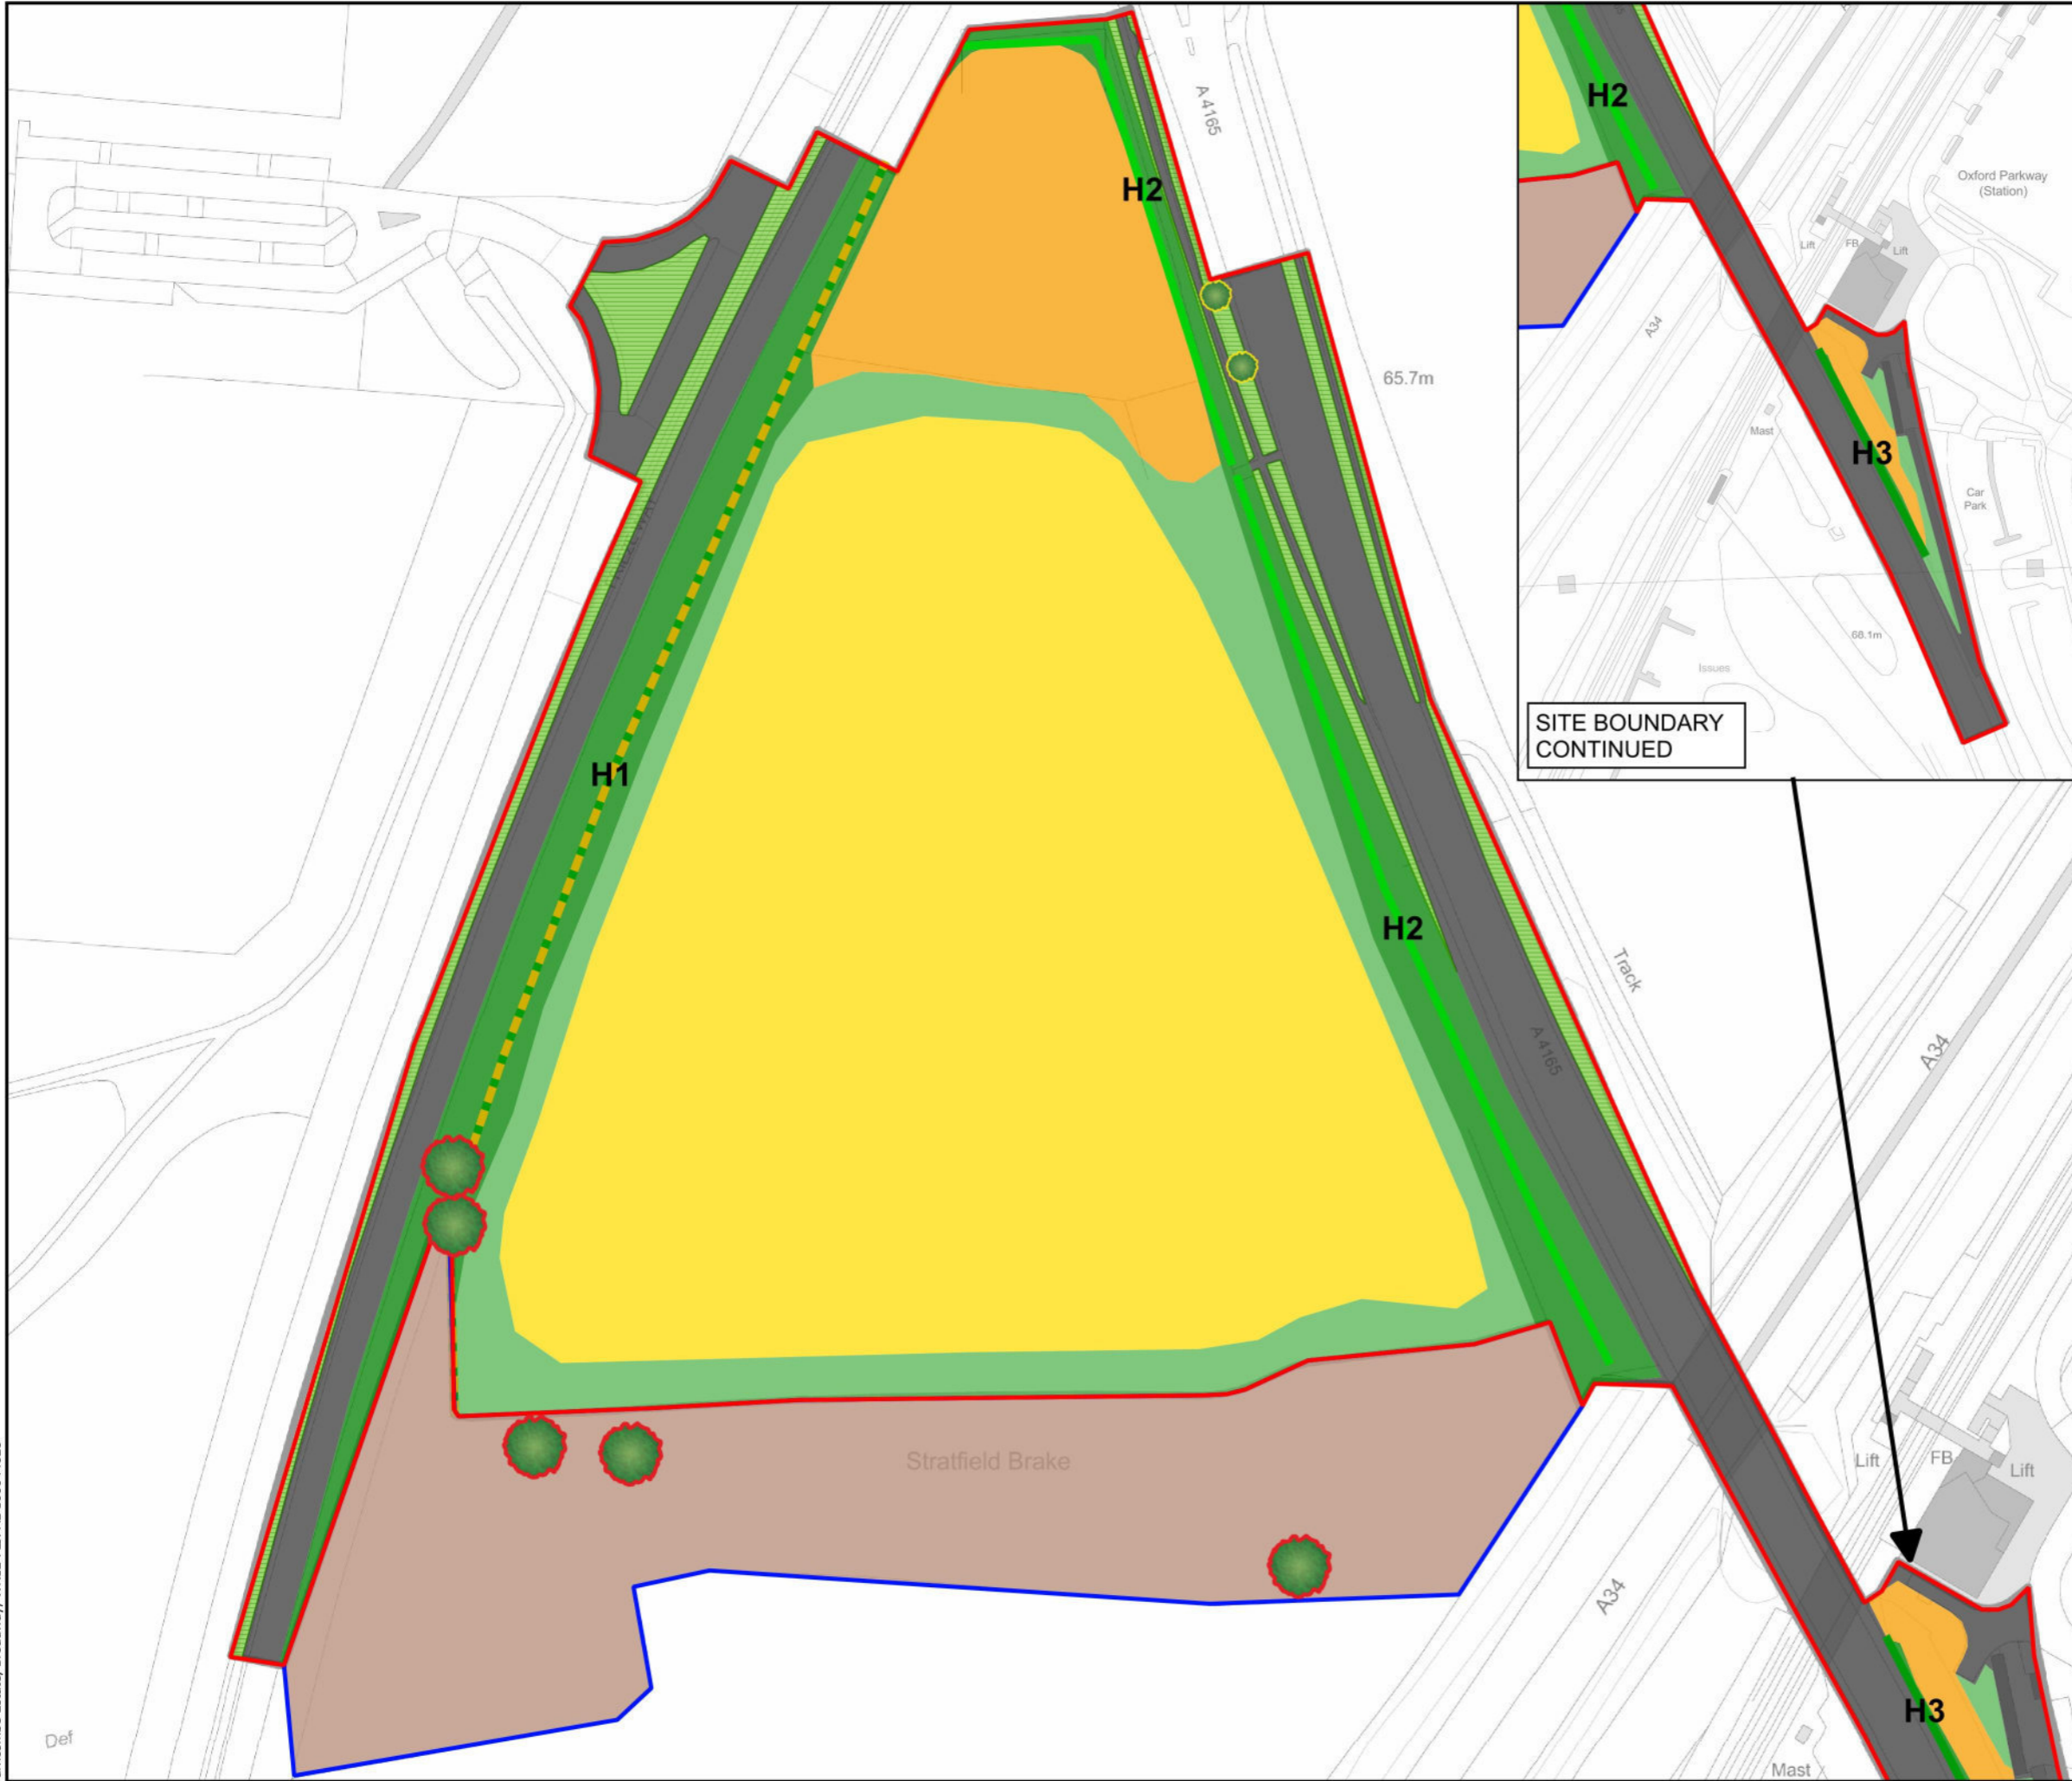 A 4165
H2
65.7m
H1
H2
A 4165
Track
A34
Stratfield Brake
A34
Lift
FB
Lift
H3
Mast
Def
H2
Oxford Parkway
(Station)
Lift
FB
Lift
A34
Mast
H3
Car
Park
68.1m
Issues
SITE BOUNDARY
CONTINUED